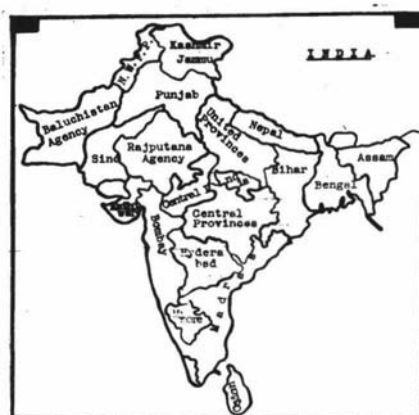 Kashmir
Jammu
INDIA
N.W.F.P.
Punjab
Baluchistan
Agency
United
Provinces
Nepal
Sind
Rajputana
Agency
Bihar
Assam
Bengal
Central
Central
Provinces
Bombay
Hydera
bad
Madras